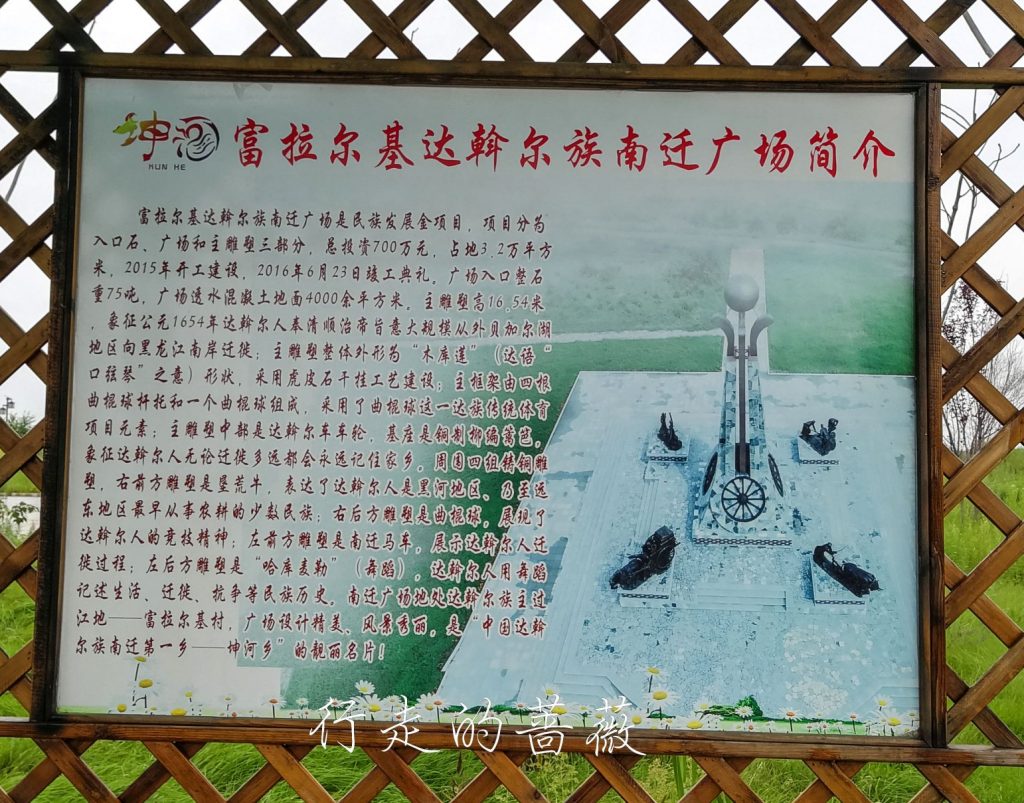 坤河
KUN HE
富拉尔基达斡尔族南迁广场简介
富拉尔基达斡尔族南迁广场是民族发展金项目，项目分为
入口石、广场和主雕塑三部分，总投资700万元，占地3.2万平方
米，2015年开工建设，2016年6月23日竣工典礼。广场入口整石
重75吨，广场透水混凝土地面4000余平方米。主雕塑高16.54米
，象征公元1654年达斡尔人奉清顺治帝旨意大规模从外贝加尔湖
地区向黑龙江南岸迁徙；主雕塑整体外形为“木库莲”（达语“
口弦琴”之意）形状，采用虎皮石干挂工艺建设；主框架由四根
曲棍球杆托和一个曲棍球组成，采用了曲棍球这一达族传统体育
项目元素；主雕塑中部是达斡尔车车轮，基座是铜制柳编篱笆，
象征达斡尔人无论迁徙多远都会永远记住家乡。周围四组铸铜雕
塑，右前方雕塑是垦荒牛，表达了达斡尔人是黑河地区、乃至远
东地区最早从事农耕的少数民族；右后方雕塑是曲棍球，展现了
达斡尔人的竞技精神；左前方雕塑是南迁马车，展示达斡尔人迁
徙过程；左后方雕塑是“哈库麦勒”（舞蹈），达斡尔人用舞蹈
记述生活、迁徙、抗争等民族历史。南迁广场地处达斡尔族主过
江地——富拉尔基村，广场设计精美、风景秀丽，是“中国达斡
尔族南迁第一乡——坤河乡”的靓丽名片！
行走的蔷薇